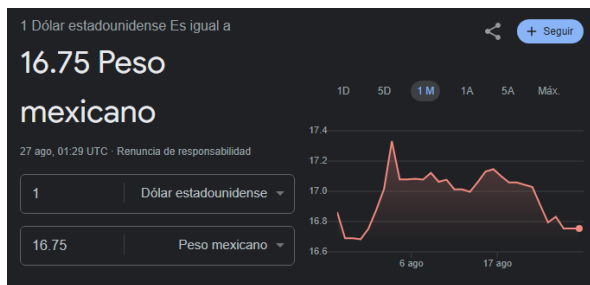 1 Dólar estadounidense Es igual a
Seguir
16.75 Peso
mexicano
27 ago, 01:29 UTC · Renuncia de responsabilidad
1 Dólar estadounidense
16.75 Peso mexicano
1D 5D 1 M 1A 5A Máx.
17.4
17.2
17.0
16.8
16.6
6 ago 17 ago